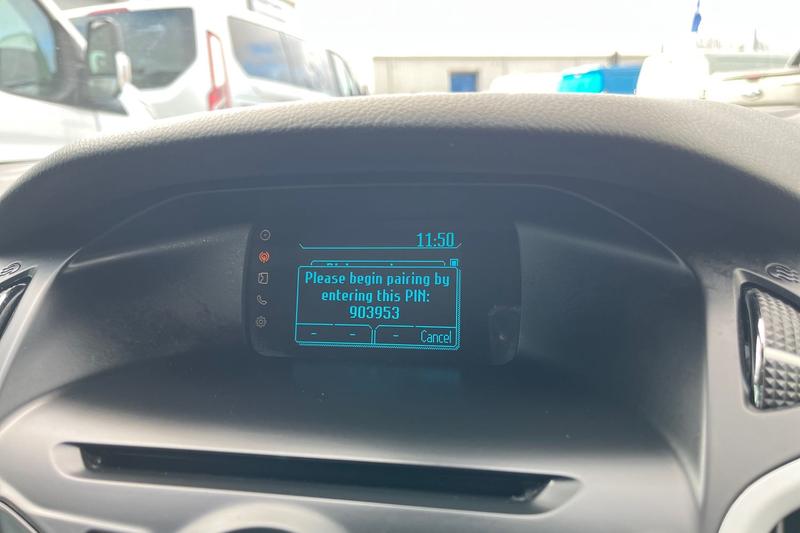 11:50
Please begin pairing by
entering this PIN:
903953
Cancel